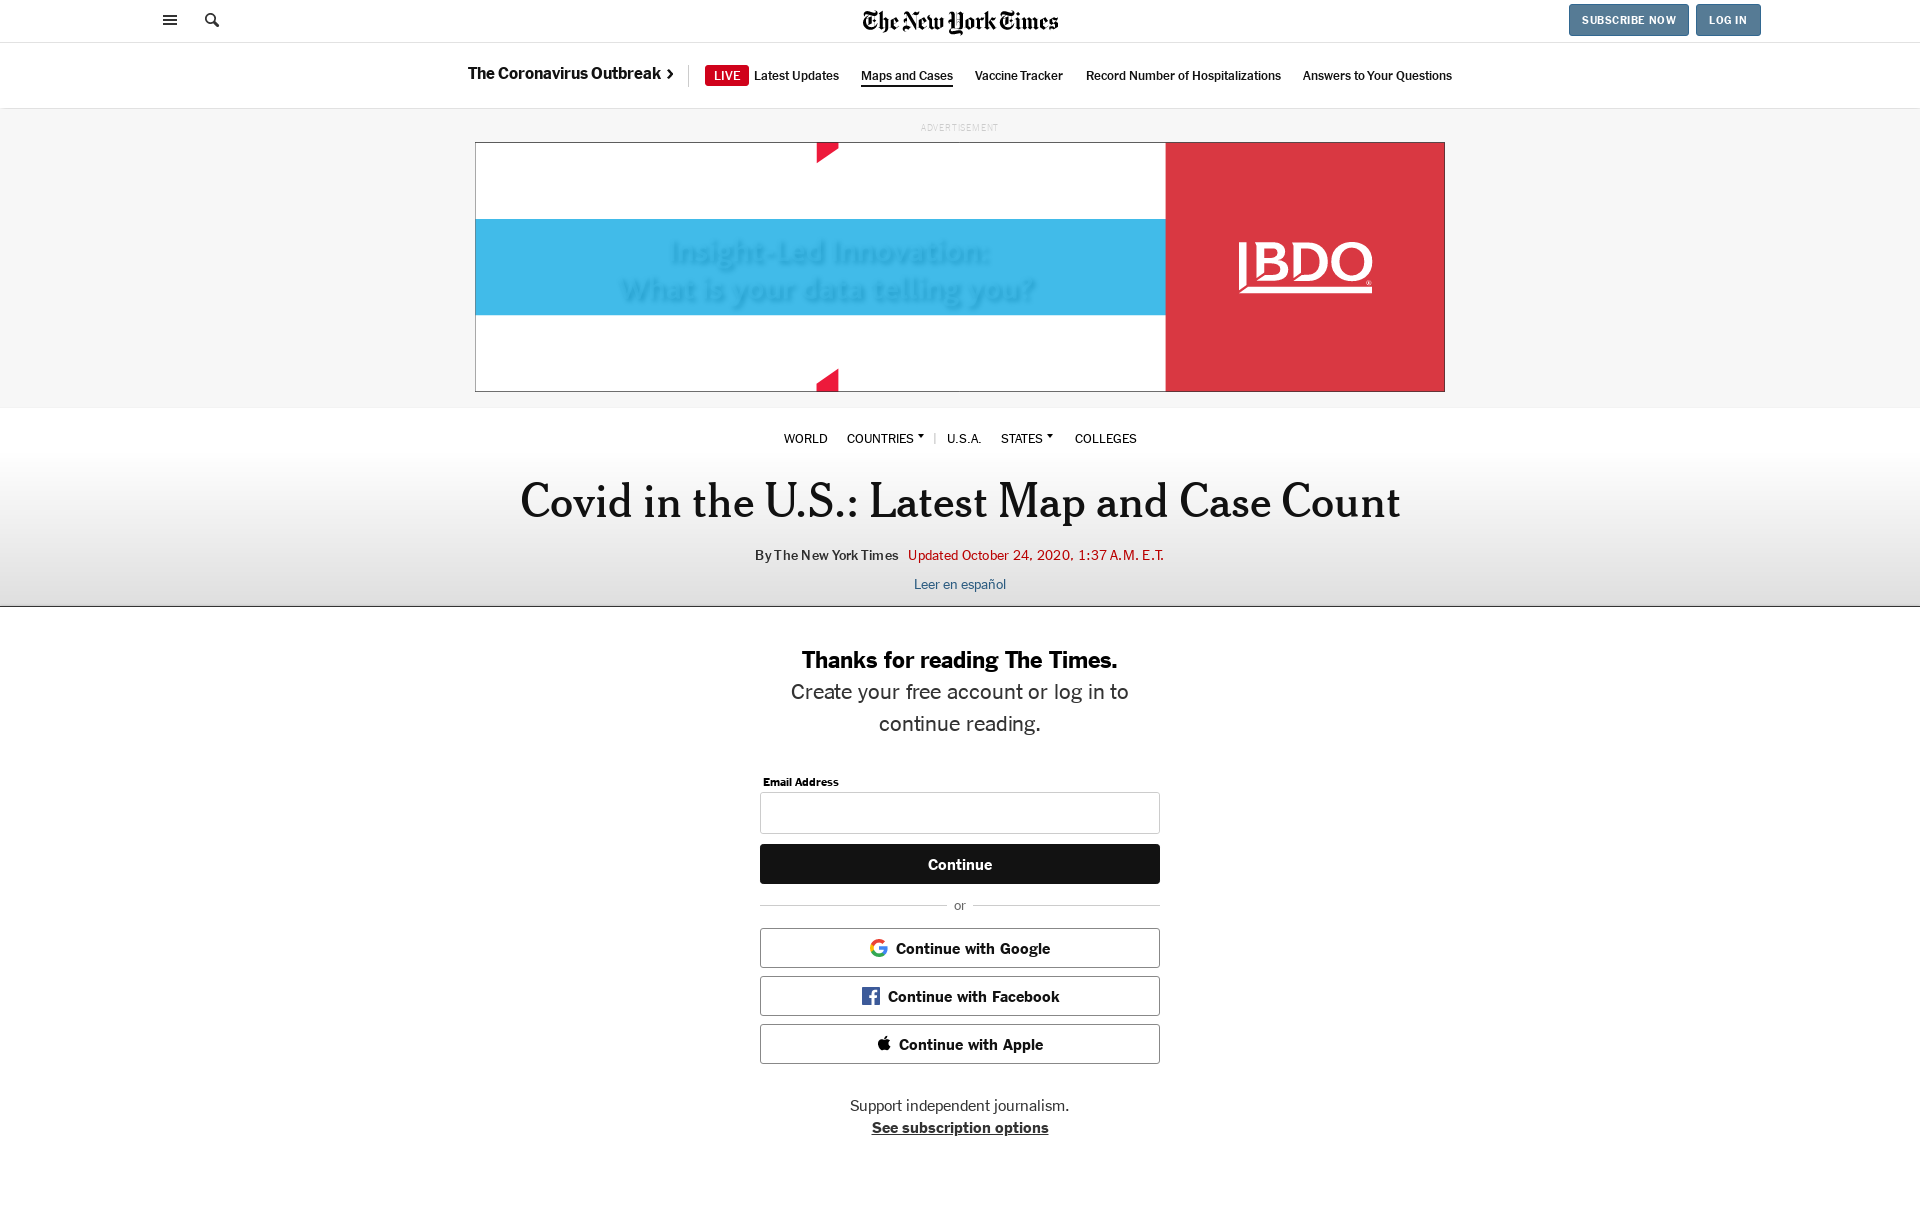 The New York Times
SUBSCRIBE NOW
LOG IN
The Coronavirus Outbreak
LIVE Latest Updates
Maps and Cases
Vaccine Tracker
Record Number of Hospitalizations
Answers to Your Questions
ADVERTISEMENT
Insight-Led Innovation:
What is your data telling you?
BDO
WORLD COUNTRIES | U.S.A. STATES COLLEGES
Covid in the U.S.: Latest Map and Case Count
By The New York Times Updated October 24, 2020, 1:37 A.M. E.T.
Leer en español
Thanks for reading The Times.
Create your free account or log in to
continue reading.
Email Address
Continue
or
Continue with Google
Continue with Facebook
Continue with Apple
Support independent journalism.
See subscription options